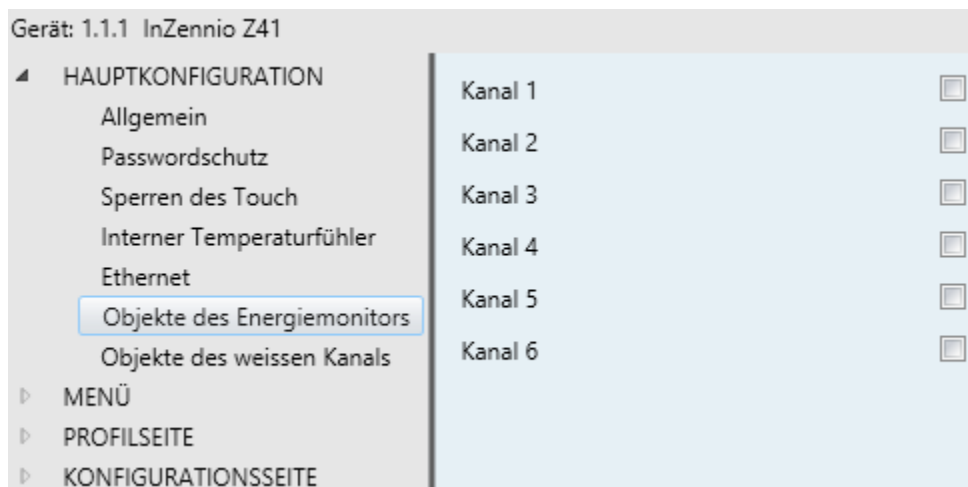 Gerät: 1.1.1 InZennio Z41
HAUPTKONFIGURATION
Allgemein
Passwordschutz
Sperren des Touch
Interner Temperaturfühler
Ethernet
Objekte des Energiemonitors
Objekte des weissen Kanals
MENÜ
PROFILSEITE
KONFIGURATIONSSEITE
Kanal 1
Kanal 2
Kanal 3
Kanal 4
Kanal 5
Kanal 6